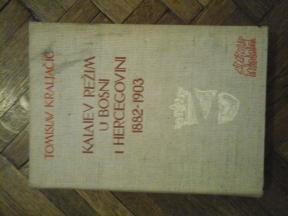 TOMISLAV KRALJAČIĆ
KALAJEV REŽIM
U BOSNI
I HERCEGOVINI
1882-1903